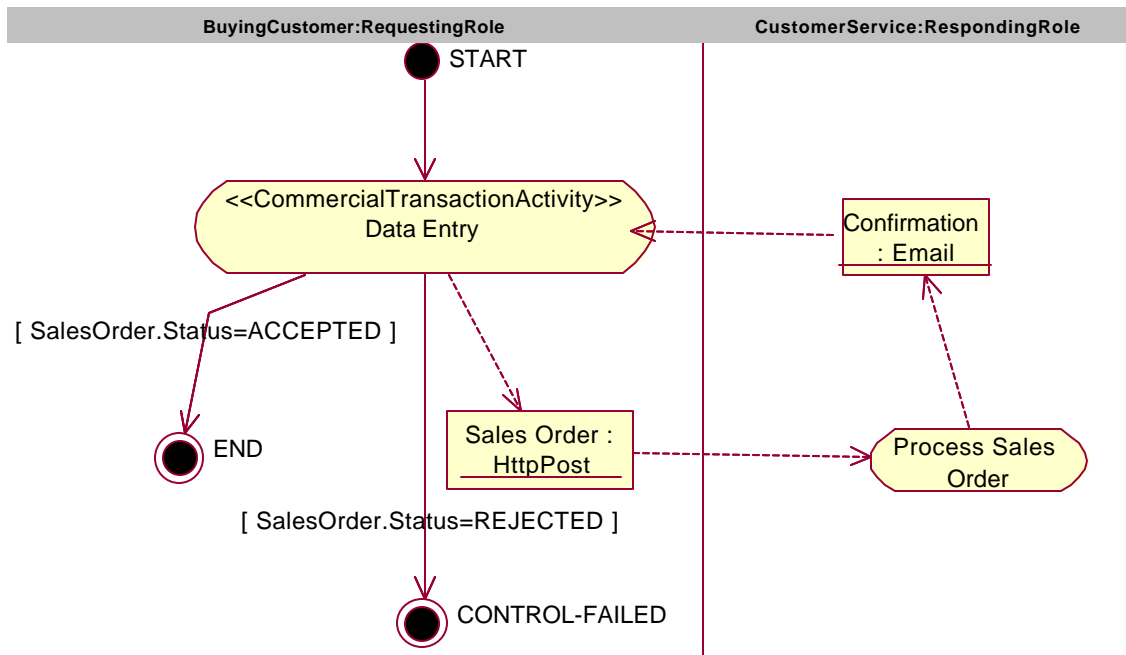 BuyingCustomer:RequestingRole
CustomerService:RespondingRole
START
<<CommercialTransactionActivity>>
Data Entry
Confirmation
: Email
[ SalesOrder.Status=ACCEPTED ]
END
Sales Order :
HttpPost
Process Sales
Order
[ SalesOrder.Status=REJECTED ]
CONTROL-FAILED